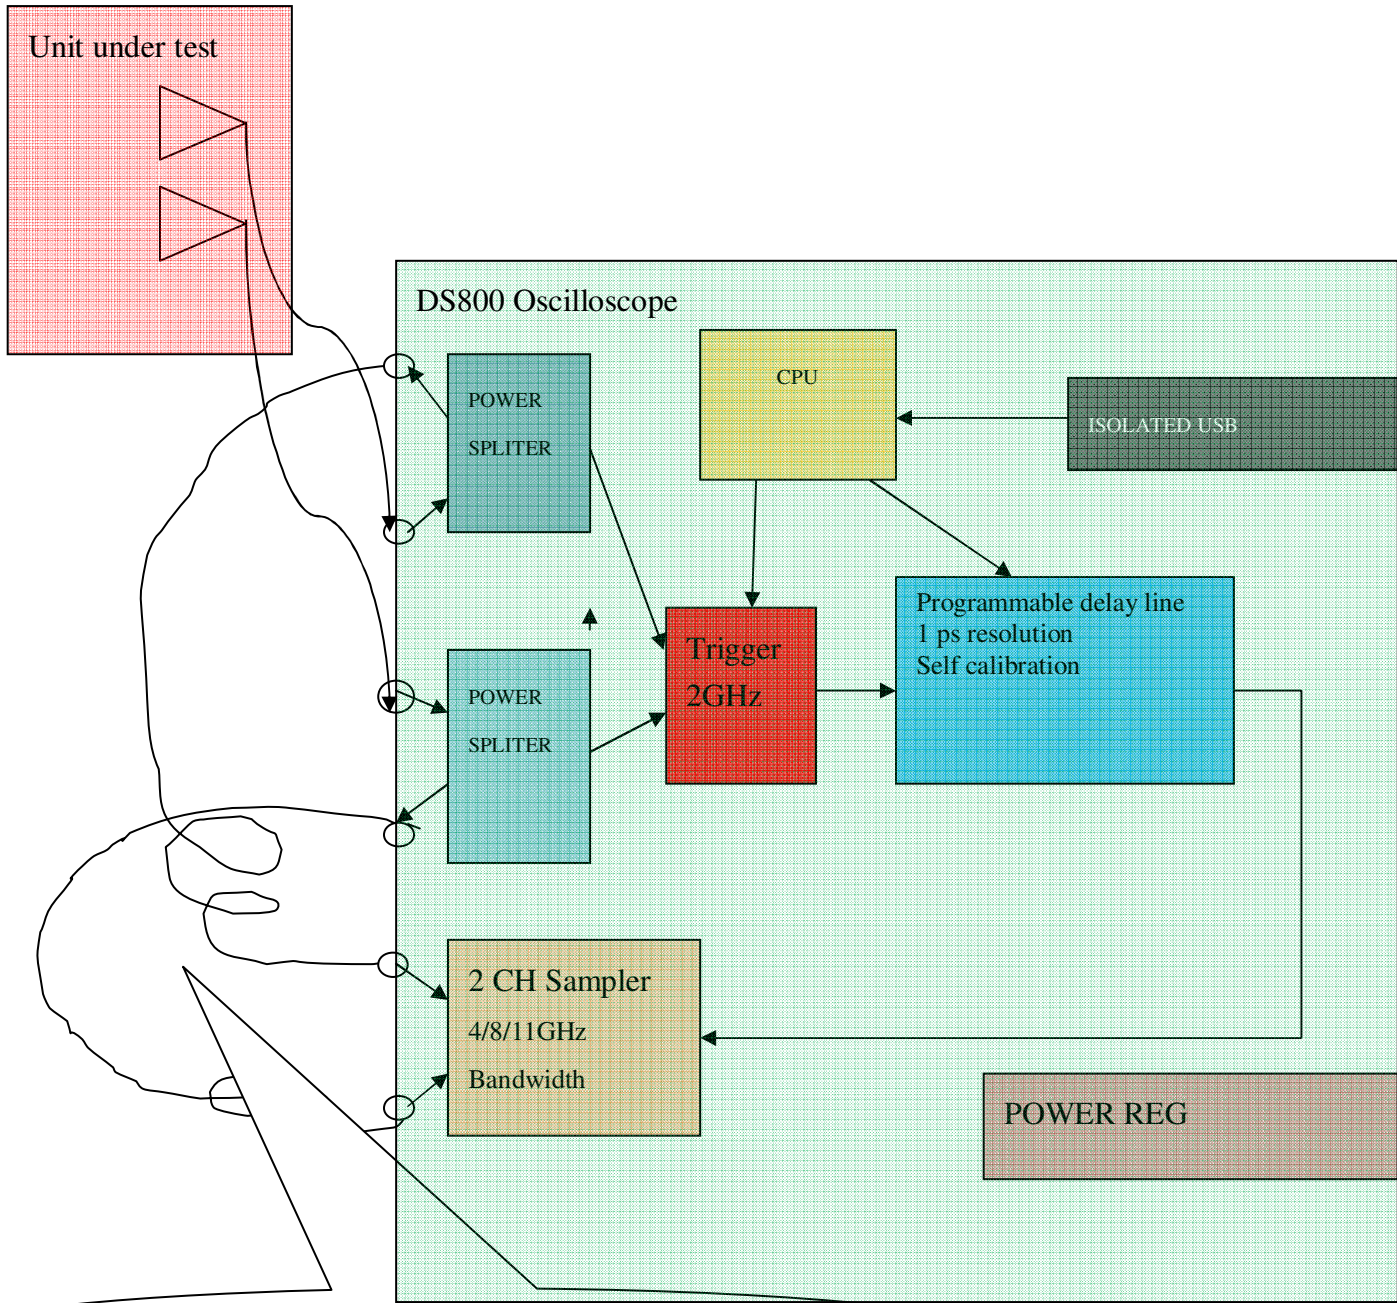 Unit under test
DS800 Oscilloscope
POWER
SPLITER
CPU
ISOLATED USB
Programmable delay line
1 ps resolution
Self calibration
Trigger
2GHz
POWER
SPLITER
2 CH Sampler
4/8/11GHz
Bandwidth
POWER REG